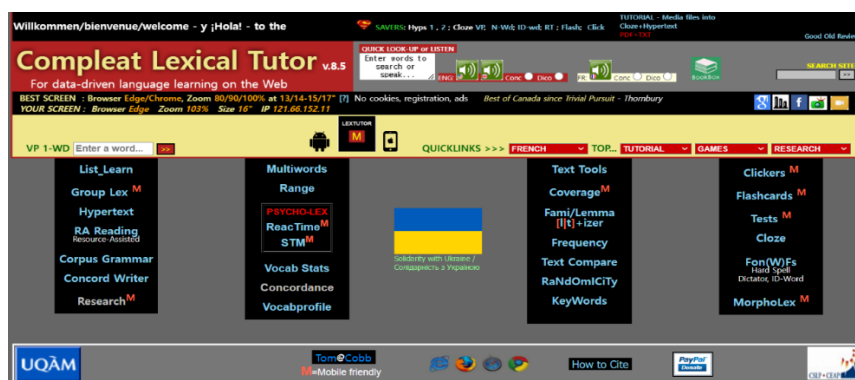 Willkommen/bienvenue/welcome - y ¡Hola! - to the
SAVERS: Hyps 1 , 2 ; Cloze VP, N-Wd; ID-wd; RT ; Flash; Click
TUTORIAL - Media files into
Cloze+Hypertext
PDF>TXT
Good Old Revie
Compleat Lexical Tutor v.8.5
For data-driven language learning on the Web
QUICK LOOK-UP or LISTEN
Enter words to
search or
speak...
ENG:
Conc Dico
FR:
Conc Dico
BookBox
SEARCH SITE
>>
BEST SCREEN : Browser Edge/Chrome, Zoom 80/90/100% at 13/14-15/17" [?] No cookies, registration, ads Best of Canada since Trivial Pursuit - Thornbury
YOUR SCREEN : Browser Edge Zoom 103% Size 16" IP 121.66.152.11
LEXTUTOR
M
VP 1-WD Enter a word... >>
QUICKLINKS >>> FRENCH TOP... TUTORIAL GAMES RESEARCH
List_Learn
Group Lex M
Hypertext
RA Reading
Resource-Assisted
Corpus Grammar
Concord Writer
Research M
Multiwords
Range
PSYCHO-LEX
ReacTime M
STM M
Vocab Stats
Concordance
Vocabprofile
Solidarity with Ukraine /
Солідарність з Україною
Text Tools
Coverage M
Fami/Lemma
[l|t]+izer
Frequency
Text Compare
RaNdOmICiTy
KeyWords
Clickers M
Flashcards M
Tests M
Cloze
Fon(W)Fs
Hard Spell
Dictator, ID-Word
MorphoLex M
UQÀM
Tom@Cobb
M=Mobile friendly
How to Cite
PayPal
Donate
CSLP•CEAP